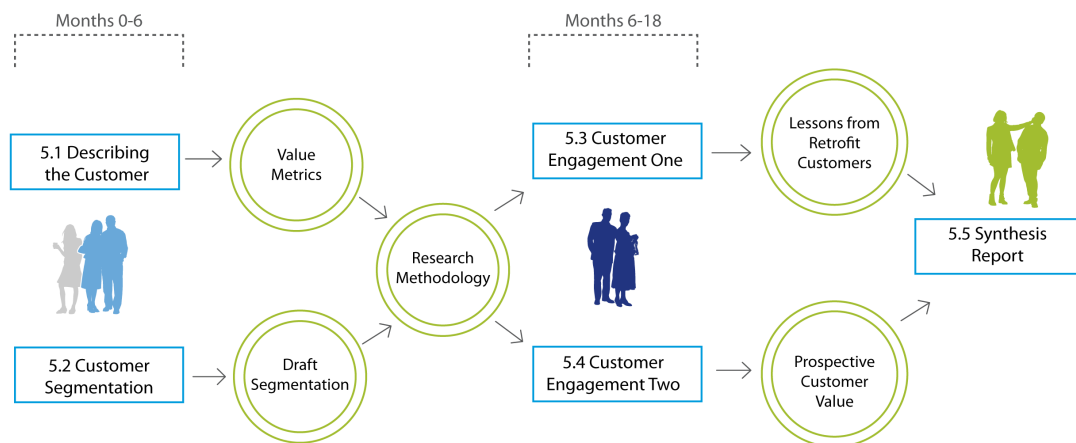 Months 0-6
Months 6-18
5.1 Describing
the Customer
Value
Metrics
5.2 Customer
Segmentation
Draft
Segmentation
Research
Methodology
5.3 Customer
Engagement One
Lessons from
Retrofit
Customers
5.4 Customer
Engagement Two
Prospective
Customer
Value
5.5 Synthesis
Report